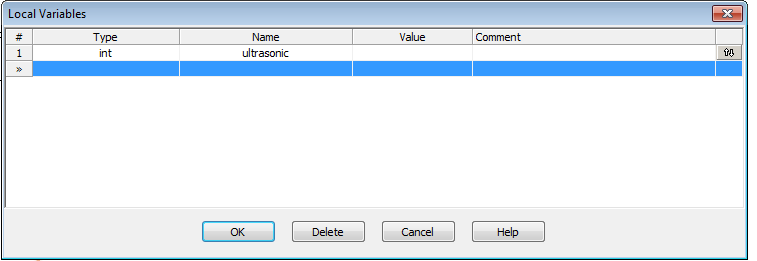 Local Variables
# Type Name Value Comment
1 int ultrasonic
»
OK Delete Cancel Help